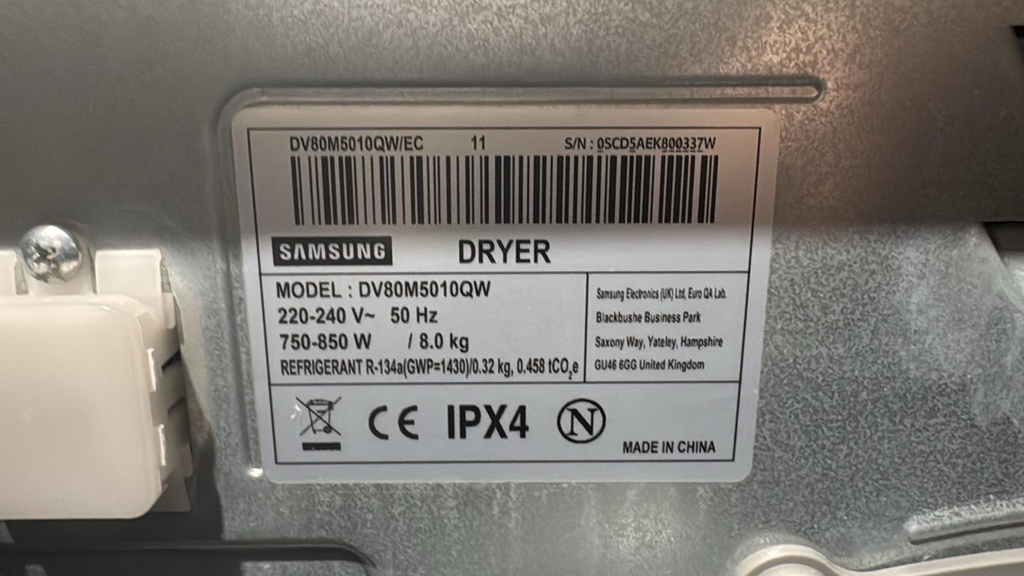 DV80M5010QW/EC 11 S/N : 0SCD5AEK800337W
SAMSUNG DRYER
MODEL : DV80M5010QW
220-240 V~ 50 Hz
750-850 W / 8.0 kg
REFRIGERANT R-134a(GWP=1430)/0.32 kg, 0.458 tCO₂e
Samsung Electronics (UK) Ltd, Euro QA Lab.
Blackbushe Business Park
Saxony Way, Yateley, Hampshire
GU46 6GG United Kingdom
CE IPX4 N
MADE IN CHINA